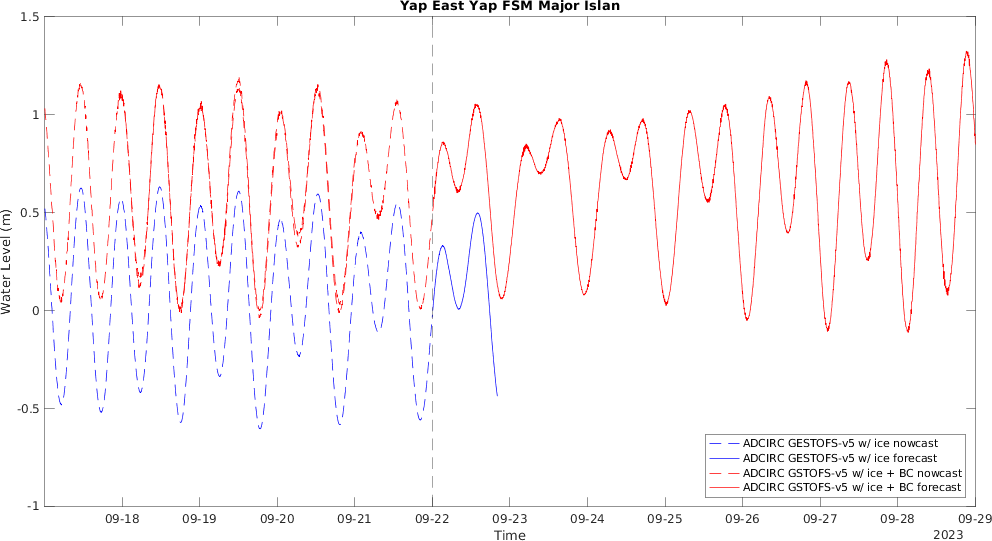 Yap East Yap FSM Major Islan
1.5
1
0.5
0
-0.5
-1
Water Level (m)
ADCIRC GESTOFS-v5 w/ ice nowcast
ADCIRC GESTOFS-v5 w/ ice forecast
ADCIRC GSTOFS-v5 w/ ice + BC nowcast
ADCIRC GSTOFS-v5 w/ ice + BC forecast
09-18 09-19 09-20 09-21 09-22 09-23 09-24 09-25 09-26 09-27 09-28 09-29
Time
2023